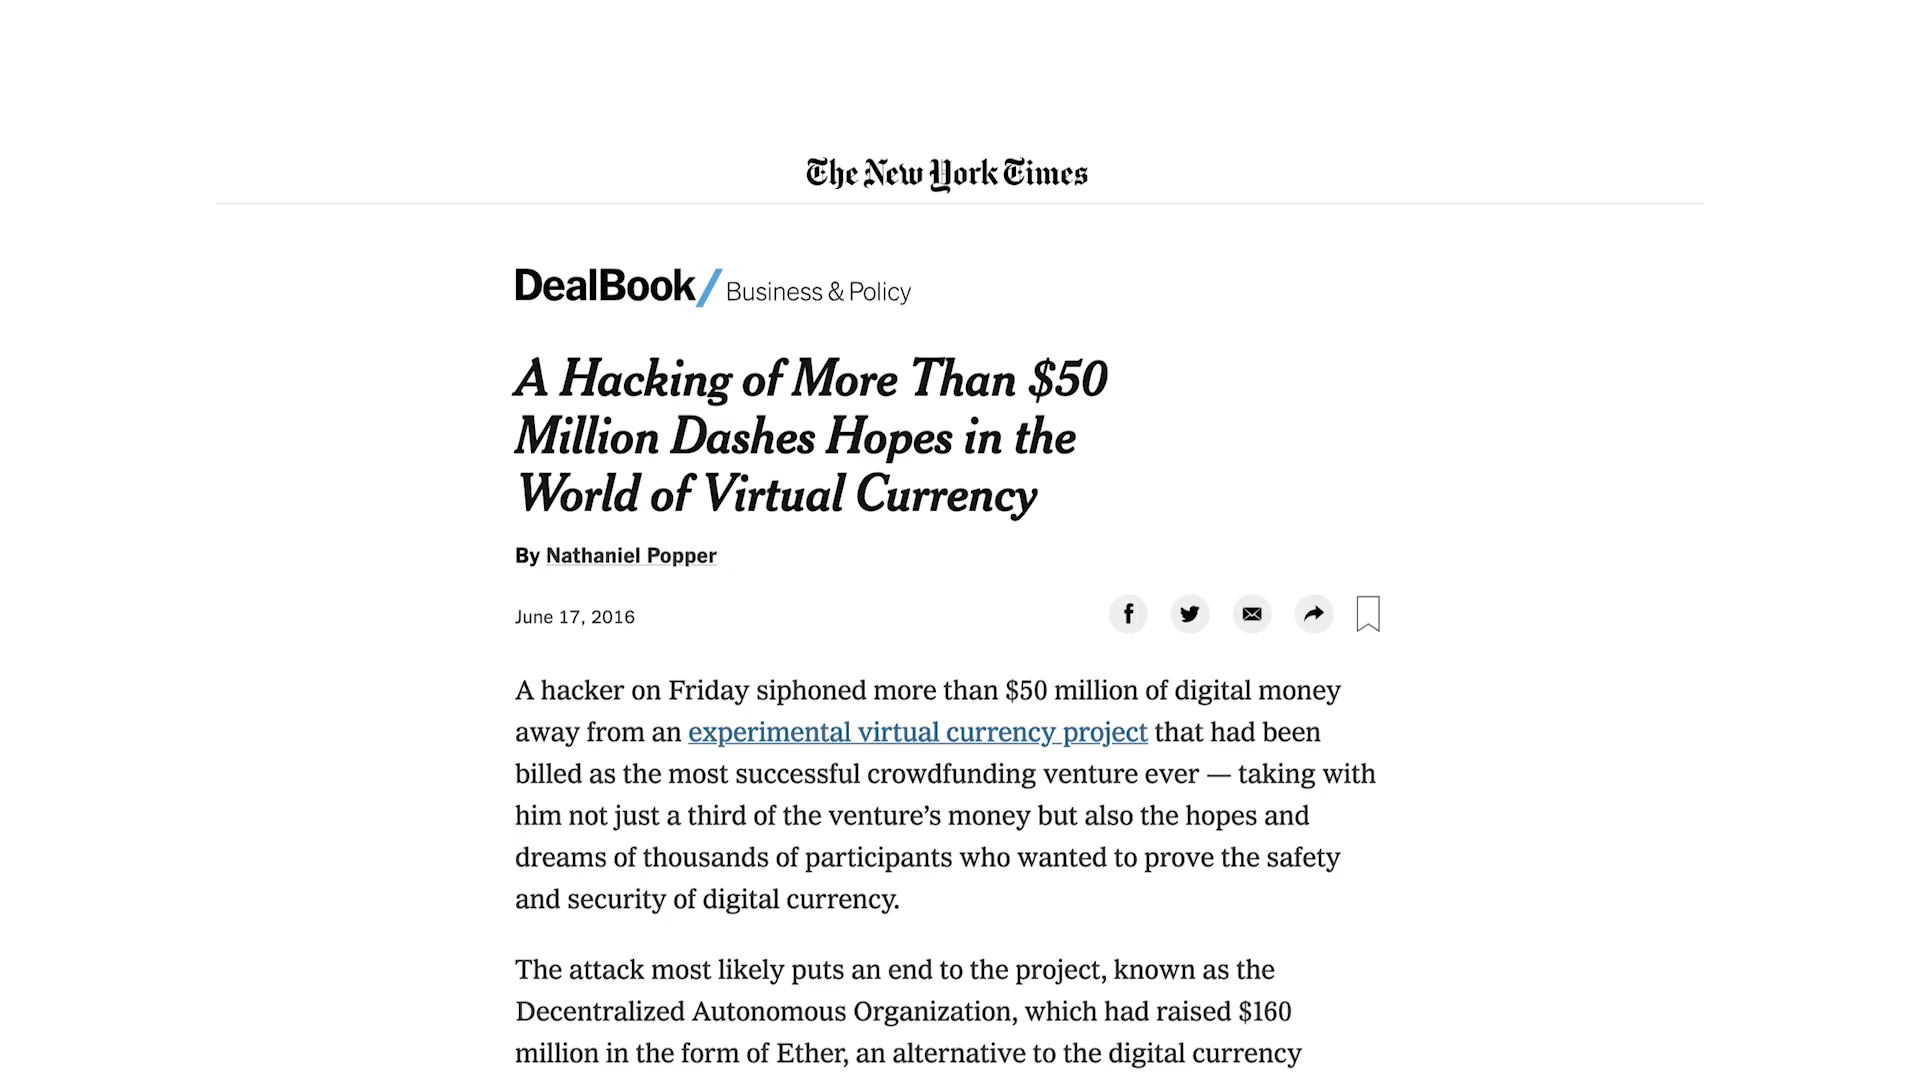 The New York Times
DealBook / Business & Policy
A Hacking of More Than $50
Million Dashes Hopes in the
World of Virtual Currency
By Nathaniel Popper
June 17, 2016
A hacker on Friday siphoned more than $50 million of digital money
away from an experimental virtual currency project that had been
billed as the most successful crowdfunding venture ever — taking with
him not just a third of the venture’s money but also the hopes and
dreams of thousands of participants who wanted to prove the safety
and security of digital currency.
The attack most likely puts an end to the project, known as the
Decentralized Autonomous Organization, which had raised $160
million in the form of Ether, an alternative to the digital currency